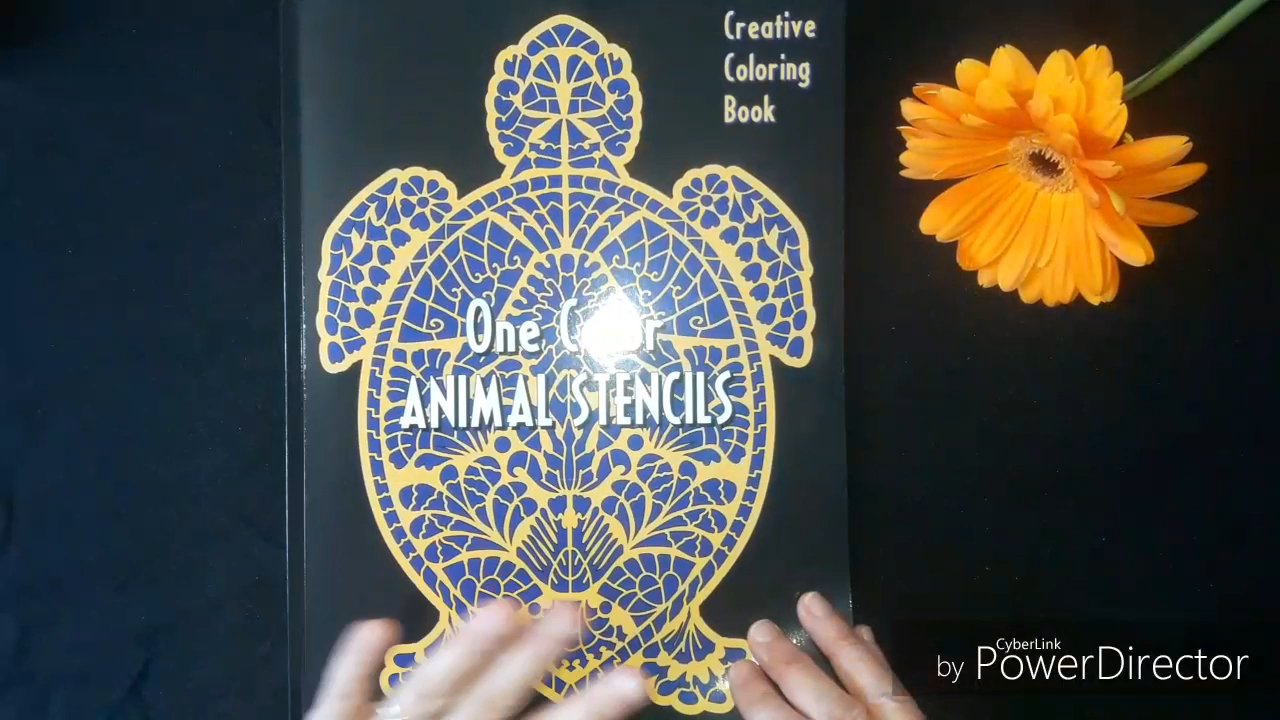 Creative
Coloring
Book
One
ANIMAL STENCILS
CyberLink
by PowerDirector